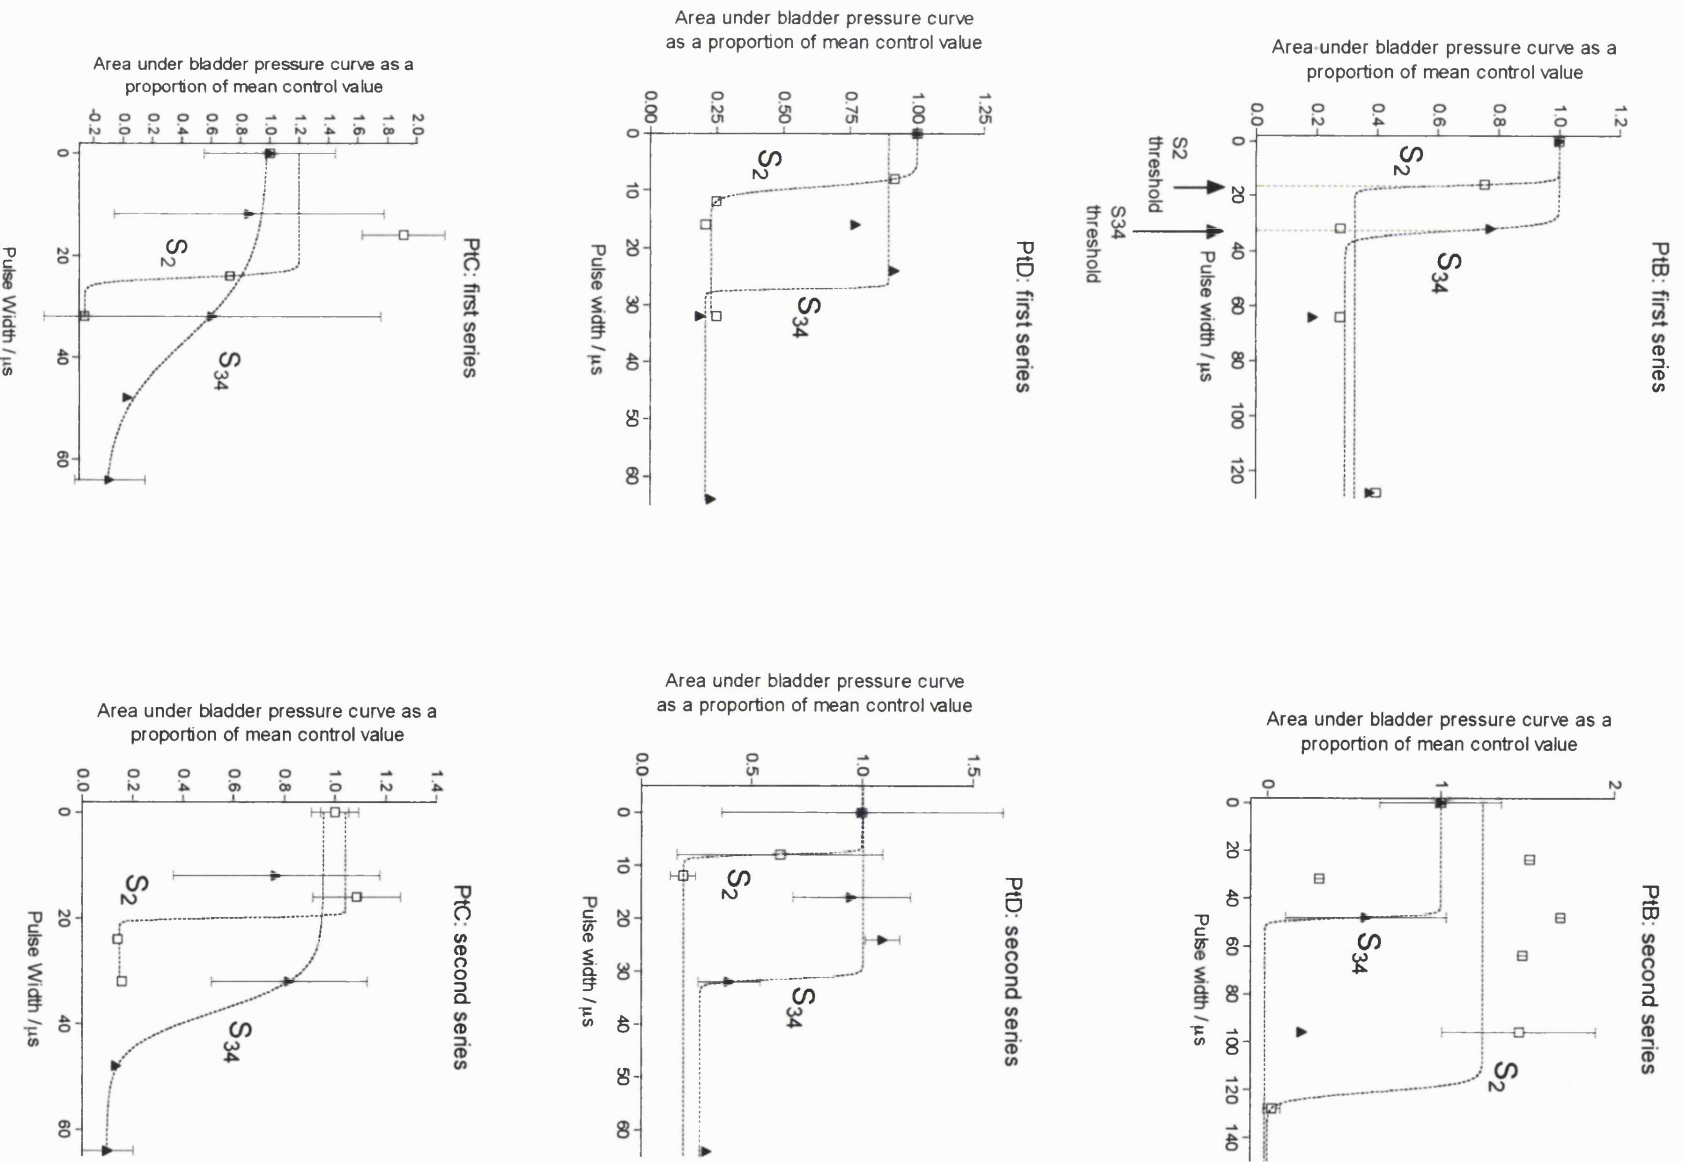 PtB: first series
Area under bladder pressure curve as a
proportion of mean control value
1.2
1.0
0.8
0.6
0.4
0.2
0.0
0 20 40 60 80 100 120
Pulse width / µs
S2
S34
S2
threshold
S34
threshold
PtB: second series
Area under bladder pressure curve as a
proportion of mean control value
2
1
0
0 20 40 60 80 100 120 140
Pulse width / µs
S34
S2
PtD: first series
Area under bladder pressure curve
as a proportion of mean control value
1.25
1.00
0.75
0.50
0.25
0.00
0 10 20 30 40 50 60
Pulse width / µs
S2
S34
PtD: second series
Area under bladder pressure curve
as a proportion of mean control value
1.5
1.0
0.5
0.0
0 10 20 30 40 50 60
Pulse width / µs
S2
S34
PtC: first series
Area under bladder pressure curve as a
proportion of mean control value
2.0
1.8
1.6
1.4
1.2
1.0
0.8
0.6
0.4
0.2
0.0
-0.2
0 20 40 60
Pulse Width / µs
S2
S34
PtC: second series
Area under bladder pressure curve as a
proportion of mean control value
1.4
1.2
1.0
0.8
0.6
0.4
0.2
0.0
0 20 40 60
Pulse Width / µs
S2
S34